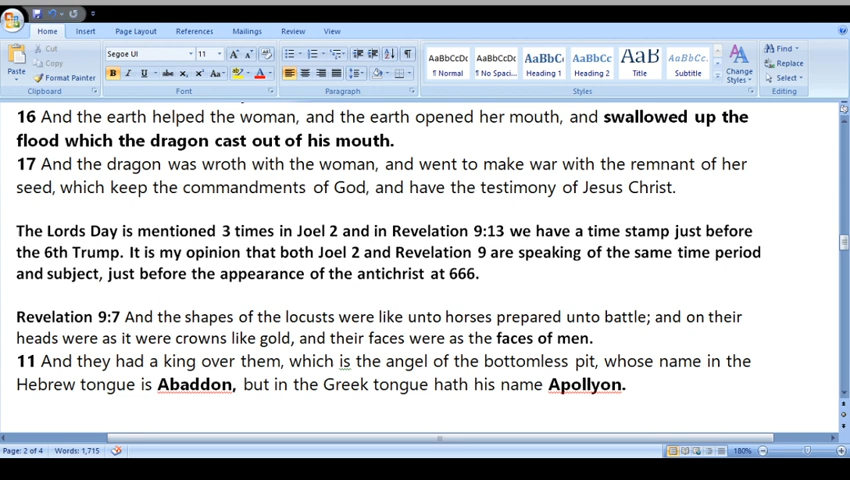 Home Insert Page Layout References Mailings Review View
Cut
Copy
Paste
Format Painter
Clipboard
Segoe UI 11
B I U abc X₂ X² Aa
Font
Paragraph
AaBbCcDc AaBbCcDc AaBbC AaBbCc AaB AaBbCc.
¶ Normal ¶ No Spaci... Heading 1 Heading 2 Title Subtitle
Change Styles
Styles
Find
Replace
Select
Editing
16 And the earth helped the woman, and the earth opened her mouth, and swallowed up the
flood which the dragon cast out of his mouth.
17 And the dragon was wroth with the woman, and went to make war with the remnant of her
seed, which keep the commandments of God, and have the testimony of Jesus Christ.
The Lords Day is mentioned 3 times in Joel 2 and in Revelation 9:13 we have a time stamp just before
the 6th Trump. It is my opinion that both Joel 2 and Revelation 9 are speaking of the same time period
and subject, just before the appearance of the antichrist at 666.
Revelation 9:7 And the shapes of the locusts were like unto horses prepared unto battle; and on their
heads were as it were crowns like gold, and their faces were as the faces of men.
11 And they had a king over them, which is the angel of the bottomless pit, whose name in the
Hebrew tongue is Abaddon, but in the Greek tongue hath his name Apollyon.
Page: 2 of 4 Words: 1,715 180%